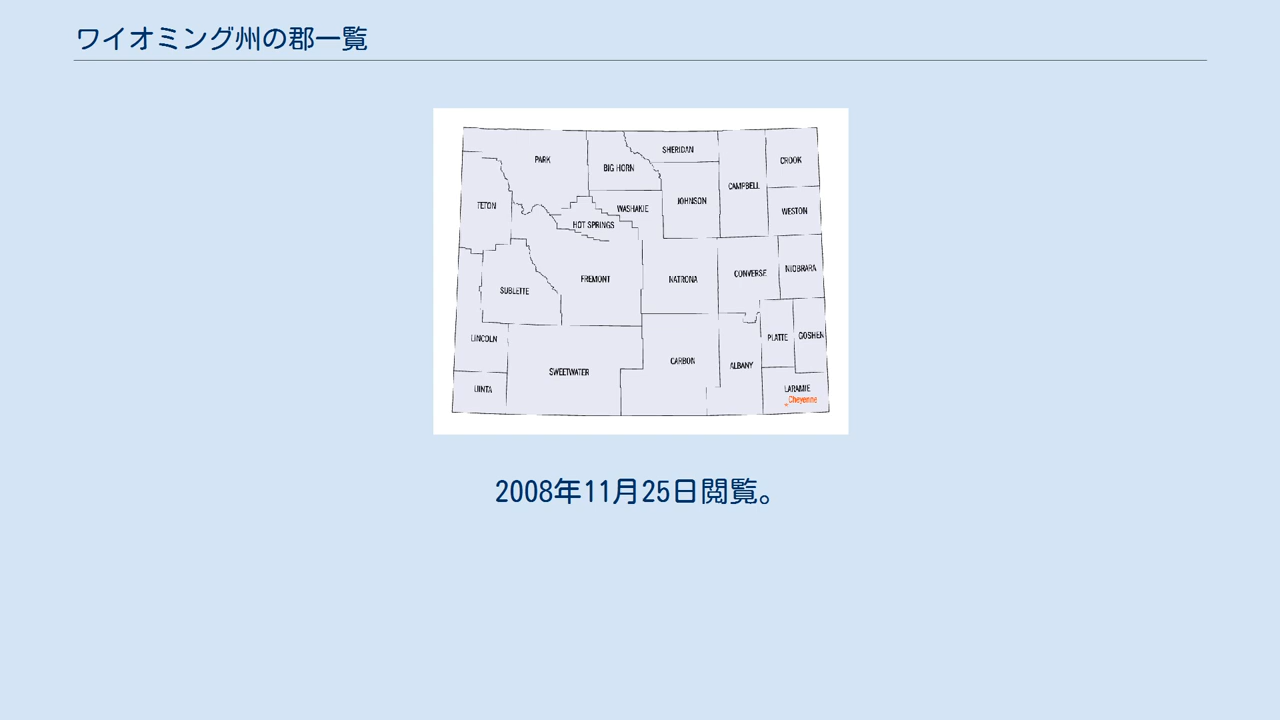 ワイオミング州の郡一覧
SHERIDAN
PARK
CROOK
BIG HORN
CAMPBELL
JOHNSON
TETON
WASHAKIE
WESTON
HOT SPRINGS
NIOBRARA
CONVERSE
FREMONT
NATRONA
SUBLETTE
GOSHEN
PLATTE
LINCOLN
CARBON
ALBANY
SWEETWATER
LARAMIE
UINTA
Cheyenne
2008年11月25日閲覧。